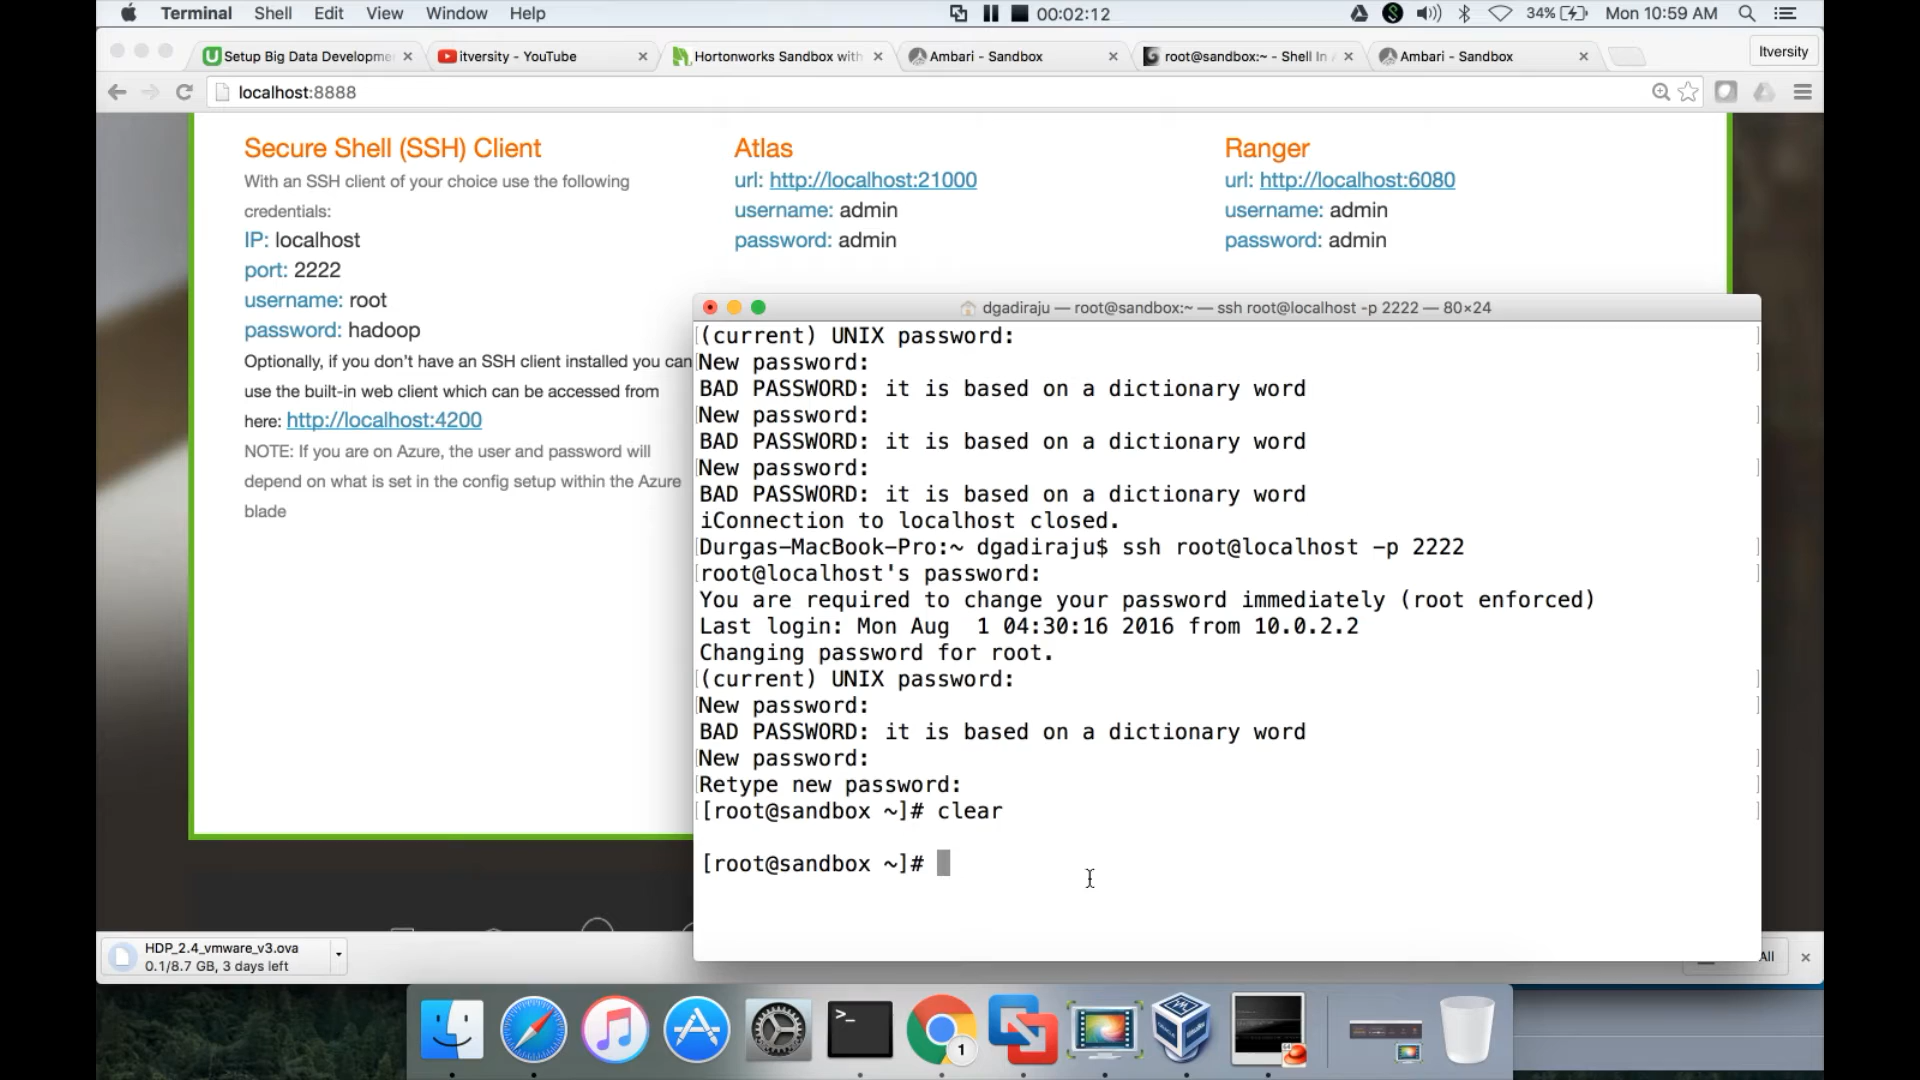 Terminal Shell Edit View Window Help 00:02:12 34% Mon 10:59 AM
Setup Big Data Developme itversity - YouTube Hortonworks Sandbox with Ambari - Sandbox root@sandbox:~ - Shell In Ambari - Sandbox Itversity
localhost:8888
Secure Shell (SSH) Client
With an SSH client of your choice use the following
credentials:
IP: localhost
port: 2222
username: root
password: hadoop
Optionally, if you don't have an SSH client installed you can
use the built-in web client which can be accessed from
here: http://localhost:4200
NOTE: If you are on Azure, the user and password will
depend on what is set in the config setup within the Azure
blade
Atlas
url: http://localhost:21000
username: admin
password: admin
Ranger
url: http://localhost:6080
username: admin
password: admin
dgadiraju — root@sandbox:~ — ssh root@localhost -p 2222 — 80×24
(current) UNIX password:
New password:
BAD PASSWORD: it is based on a dictionary word
New password:
BAD PASSWORD: it is based on a dictionary word
New password:
BAD PASSWORD: it is based on a dictionary word
iConnection to localhost closed.
Durgas-MacBook-Pro:~ dgadiraju$ ssh root@localhost -p 2222
root@localhost's password:
You are required to change your password immediately (root enforced)
Last login: Mon Aug  1 04:30:16 2016 from 10.0.2.2
Changing password for root.
(current) UNIX password:
New password:
BAD PASSWORD: it is based on a dictionary word
New password:
Retype new password:
[root@sandbox ~]# clear
[root@sandbox ~]#
HDP_2.4_vmware_v3.ova
0.1/8.7 GB, 3 days left
All
1